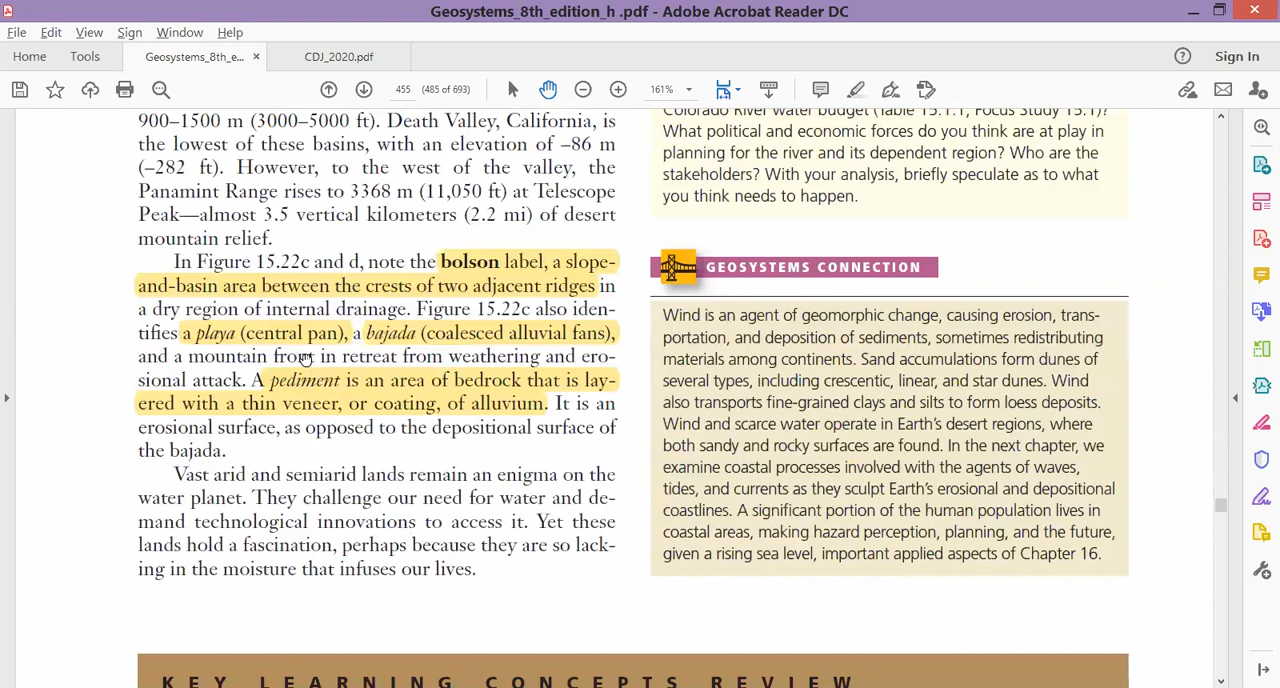 Geosystems_8th_edition_h .pdf - Adobe Acrobat Reader DC
File Edit View Sign Window Help
Home Tools Geosystems_8th_e... × CDJ_2020.pdf Sign In
455 (485 of 693) 161%
900–1500 m (3000–5000 ft). Death Valley, California, is
the lowest of these basins, with an elevation of –86 m
(–282 ft). However, to the west of the valley, the
Panamint Range rises to 3368 m (11,050 ft) at Telescope
Peak—almost 3.5 vertical kilometers (2.2 mi) of desert
mountain relief.
In Figure 15.22c and d, note the bolson label, a slope-
and-basin area between the crests of two adjacent ridges in
a dry region of internal drainage. Figure 15.22c also iden-
tifies a playa (central pan), a bajada (coalesced alluvial fans),
and a mountain front in retreat from weathering and ero-
sional attack. A pediment is an area of bedrock that is lay-
ered with a thin veneer, or coating, of alluvium. It is an
erosional surface, as opposed to the depositional surface of
the bajada.
Vast arid and semiarid lands remain an enigma on the
water planet. They challenge our need for water and de-
mand technological innovations to access it. Yet these
lands hold a fascination, perhaps because they are so lack-
ing in the moisture that infuses our lives.
Colorado River water budget (Table 15.1.1, Focus Study 15.1)?
What political and economic forces do you think are at play in
planning for the river and its dependent region? Who are the
stakeholders? With your analysis, briefly speculate as to what
you think needs to happen.
GEOSYSTEMS CONNECTION
Wind is an agent of geomorphic change, causing erosion, trans-
portation, and deposition of sediments, sometimes redistributing
materials among continents. Sand accumulations form dunes of
several types, including crescentic, linear, and star dunes. Wind
also transports fine-grained clays and silts to form loess deposits.
Wind and scarce water operate in Earth's desert regions, where
both sandy and rocky surfaces are found. In the next chapter, we
examine coastal processes involved with the agents of waves,
tides, and currents as they sculpt Earth's erosional and depositional
coastlines. A significant portion of the human population lives in
coastal areas, making hazard perception, planning, and the future,
given a rising sea level, important applied aspects of Chapter 16.
KEY LEARNING CONCEPTS REVIEW